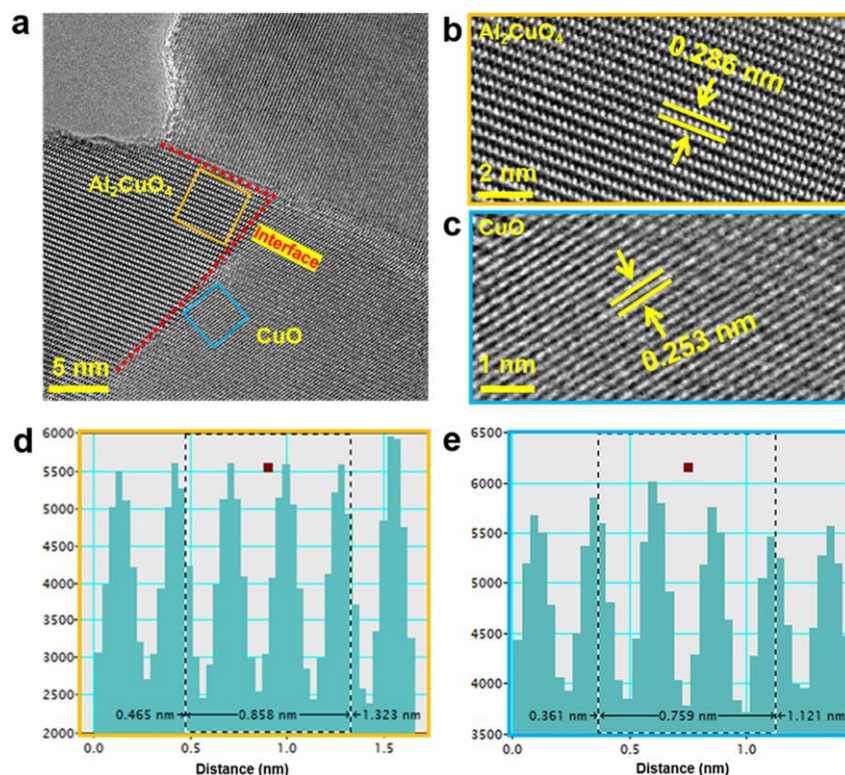 a
Al₂CuO₄
Interface
CuO
5 nm
b
Al₂CuO₄
0.286 nm
2 nm
c
CuO
0.253 nm
1 nm
d
6000
5500
5000
4500
4000
3500
3000
2500
2000
0.465 nm
0.858 nm
1.323 nm
0.0
0.5
1.0
1.5
Distance (nm)
e
6500
6000
5500
5000
4500
4000
3500
0.361 nm
0.759 nm
1.121 nm
0.0
0.5
1.0
Distance (nm)